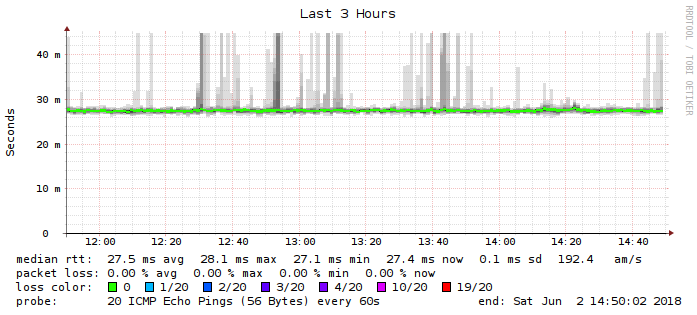 Last 3 Hours
RRDTOOL / TOBI OETIKER
Seconds
40 m
30 m
20 m
10 m
0
12:00 12:20 12:40 13:00 13:20 13:40 14:00 14:20 14:40
median rtt: 27.5 ms avg 28.1 ms max 27.1 ms min 27.4 ms now 0.1 ms sd 192.4 am/s
packet loss: 0.00 % avg 0.00 % max 0.00 % min 0.00 % now
loss color: 0 1/20 2/20 3/20 4/20 10/20 19/20
probe: 20 ICMP Echo Pings (56 Bytes) every 60s end: Sat Jun 2 14:50:02 2018